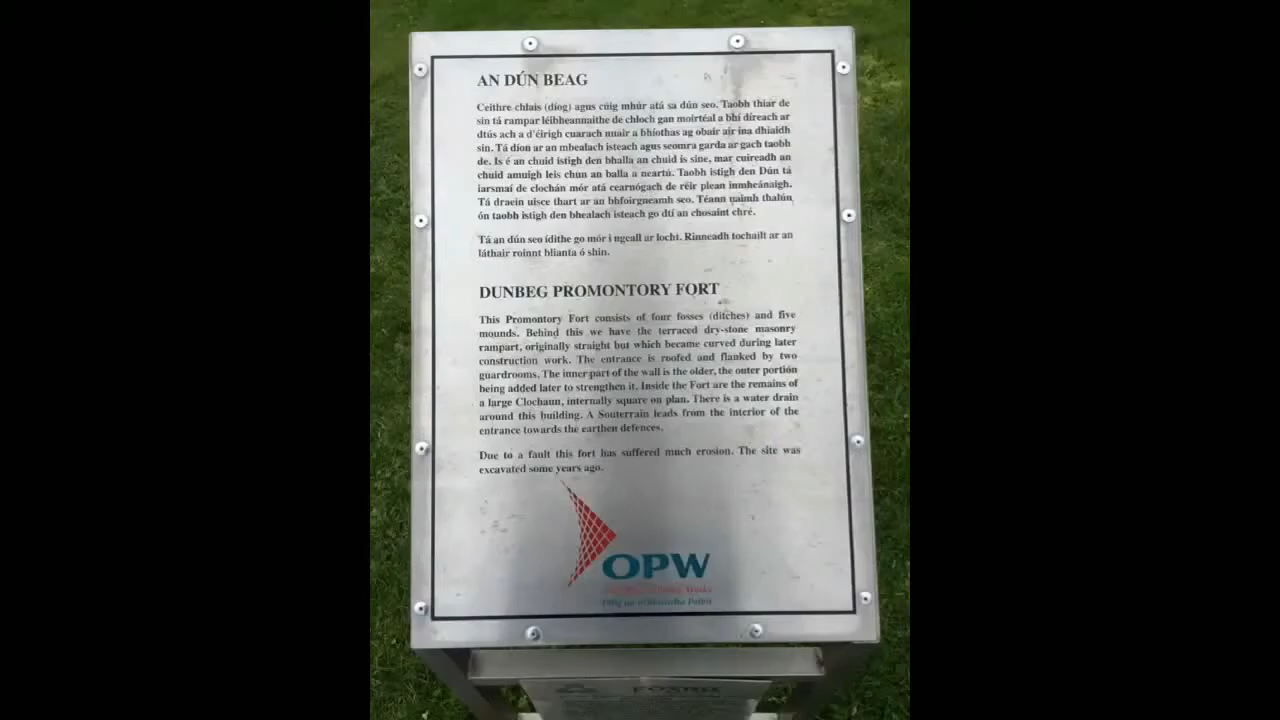 AN DÚN BEAG
Ceithre chlais (díog) agus cúig mhúr atá sa dún seo. Taobh thiar de
sin tá rampar léibheannaithe de chloch gan moirtéal a bhí díreach ar
dtús ach a d'éirigh cuarach nuair a bhíothas ag obair air ina dhiaidh
sin. Tá díon ar an mbealach isteach agus seomra garda ar gach taobh
de. Is é an chuid istigh den bhalla an chuid is sine, mar cuireadh an
chuid amuigh leis chun an balla a neartú. Taobh istigh den Dún tá
iarsmaí de clochán mór atá cearnógach de réir plean inmheánaigh.
Tá draein uisce thart ar an bhfoirgneamh seo. Téann uaimh thalún
ón taobh istigh den bhealach isteach go dtí an chosaint chré.
Tá an dún seo ídithe go mór i ngeall ar locht. Rinneadh tochailt ar an
láthair roinnt blianta ó shin.
DUNBEG PROMONTORY FORT
This Promontory Fort consists of four fosses (ditches) and five
mounds. Behind this we have the terraced dry-stone masonry
rampart, originally straight but which became curved during later
construction work. The entrance is roofed and flanked by two
guardrooms. The inner part of the wall is the older, the outer portion
being added later to strengthen it. Inside the Fort are the remains of
a large Clochaun, internally square on plan. There is a water drain
around this building. A Souterrain leads from the interior of the
entrance towards the earthen defences.
Due to a fault this fort has suffered much erosion. The site was
excavated some years ago.
OPW